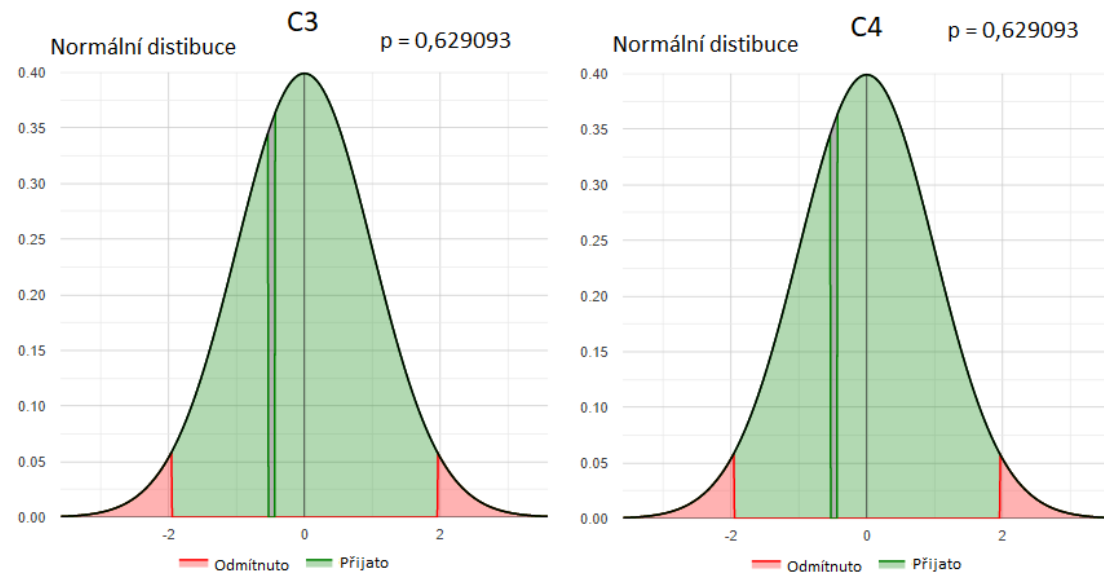 C3
Normální distibuce
p = 0,629093
0.40
0.35
0.30
0.25
0.20
0.15
0.10
0.05
0.00
-2
0
2
Odmítnuto
Přijato
C4
Normální distibuce
p = 0,629093
0.40
0.35
0.30
0.25
0.20
0.15
0.10
0.05
0.00
-2
0
2
Odmítnuto
Přijato